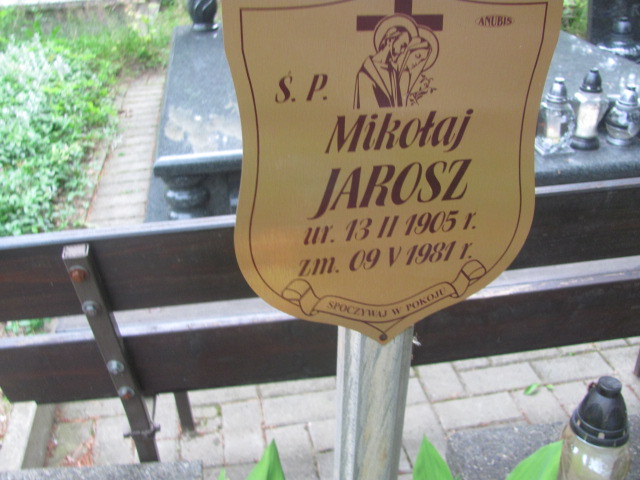 ANUBIS
Ś. P.
Mikołaj
JAROSZ
ur. 13 II 1905 r.
zm. 09 V 1981 r.
SPOCZYWAJ W POKOJU